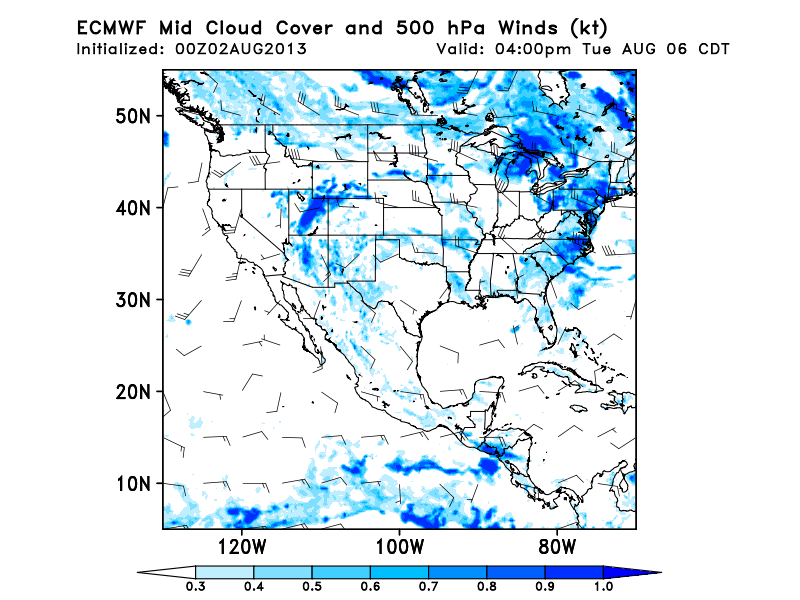 ECMWF Mid Cloud Cover and 500 hPa Winds (kt)
Initialized: 00Z02AUG2013 Valid: 04:00pm Tue AUG 06 CDT
50N
40N
30N
20N
10N
120W 100W 80W
0.3 0.4 0.5 0.6 0.7 0.8 0.9 1.0